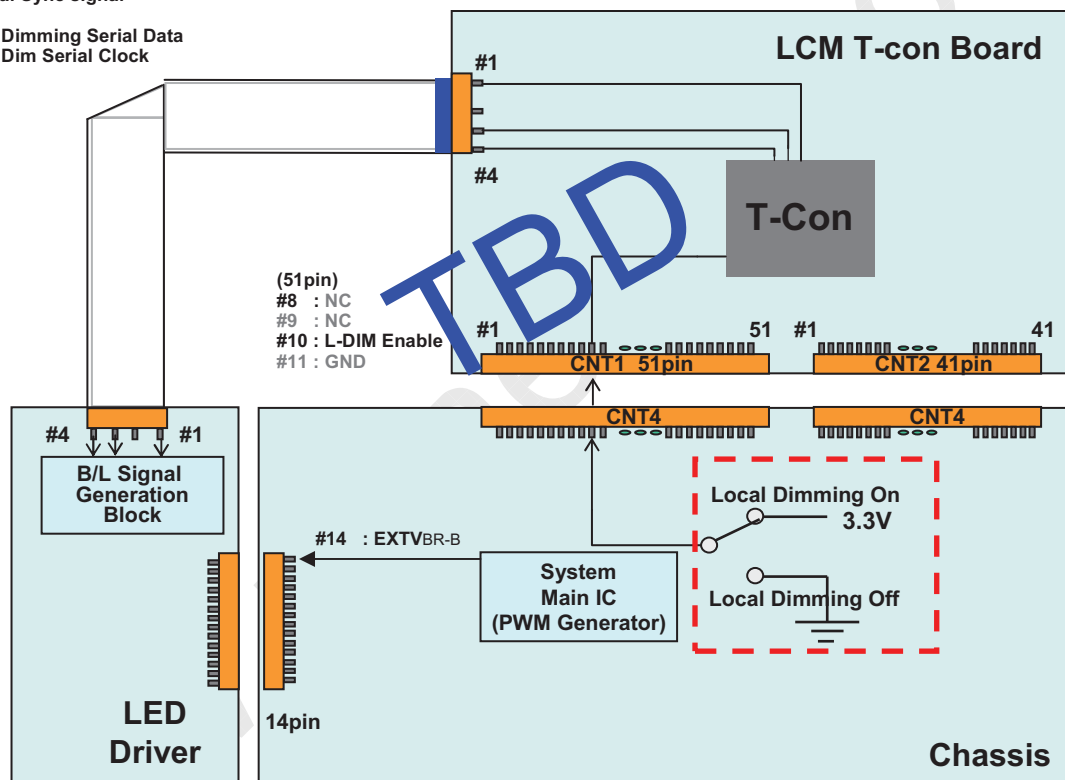 Sync Signal
Dimming Serial Data
Dim Serial Clock
LCM T-con Board
#1
#4
T-Con
TBD
(51pin)
#8 : NC
#9 : NC
#10 : L-DIM Enable
#11 : GND
#1
51
#1
41
CNT1 51pin
CNT2 41pin
CNT4
CNT4
#4
#1
B/L Signal
Generation
Block
Local Dimming On
3.3V
#14 : EXTVBR-B
System
Main IC
(PWM Generator)
Local Dimming Off
LED
Driver
14pin
Chassis